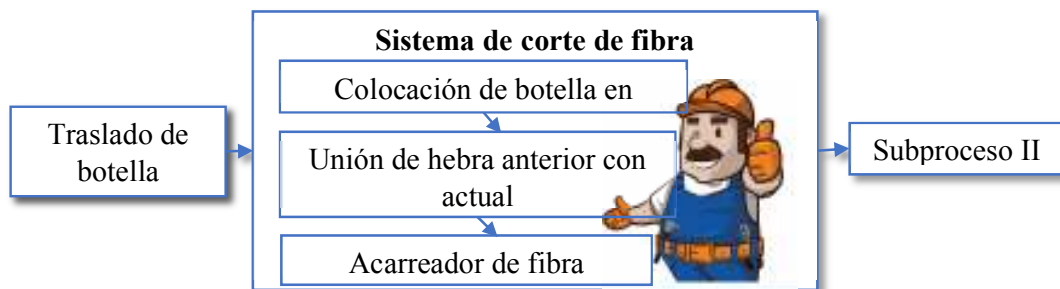 Sistema de corte de fibra
Colocación de botella en
Traslado de
botella
Unión de hebra anterior con
actual
Subproceso II
Acarreador de fibra